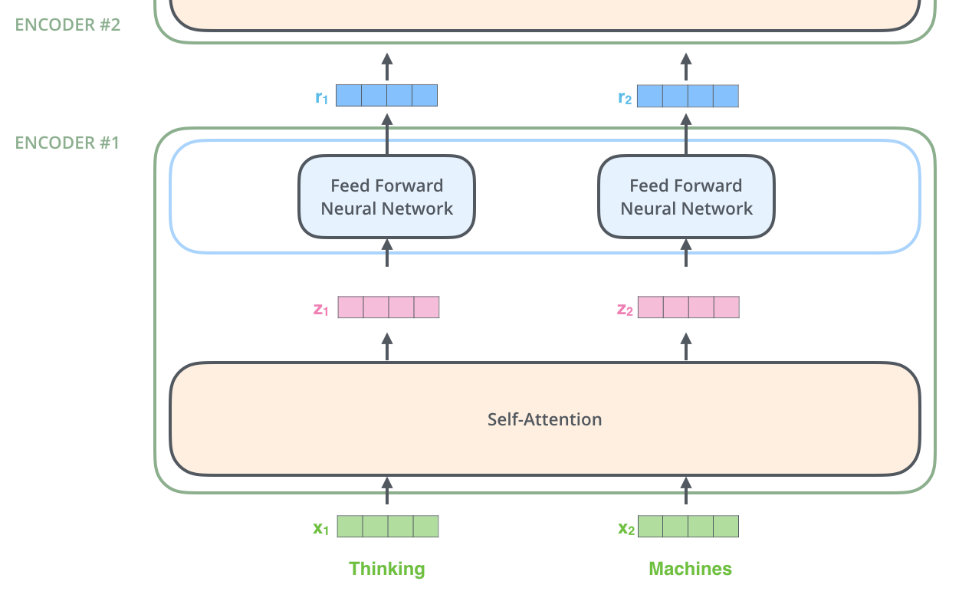 ENCODER #2
r₁
r₂
ENCODER #1
Feed Forward
Neural Network
Feed Forward
Neural Network
z₁
z₂
Self-Attention
x₁
x₂
Thinking
Machines